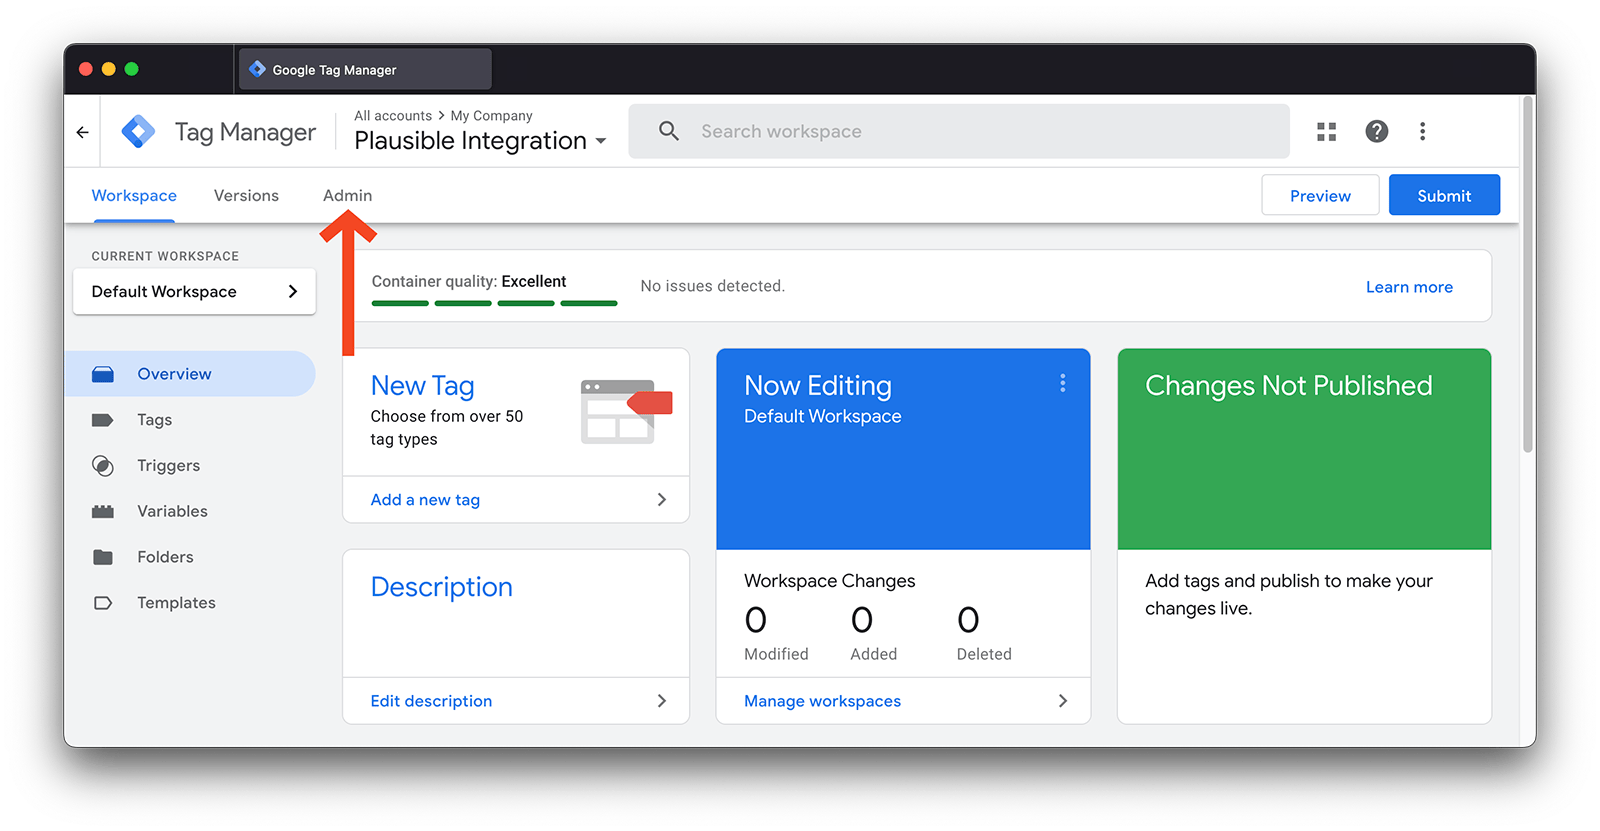 Google Tag Manager
All accounts > My Company
Tag Manager
Plausible Integration
Search workspace
Workspace
Versions
Admin
Preview
Submit
CURRENT WORKSPACE
Default Workspace
Overview
Tags
Triggers
Variables
Folders
Templates
Container quality: Excellent
No issues detected.
Learn more
New Tag
Choose from over 50
tag types
Add a new tag
Description
Edit description
Now Editing
Default Workspace
Workspace Changes
0
0
0
Modified
Added
Deleted
Manage workspaces
Changes Not Published
Add tags and publish to make your
changes live.